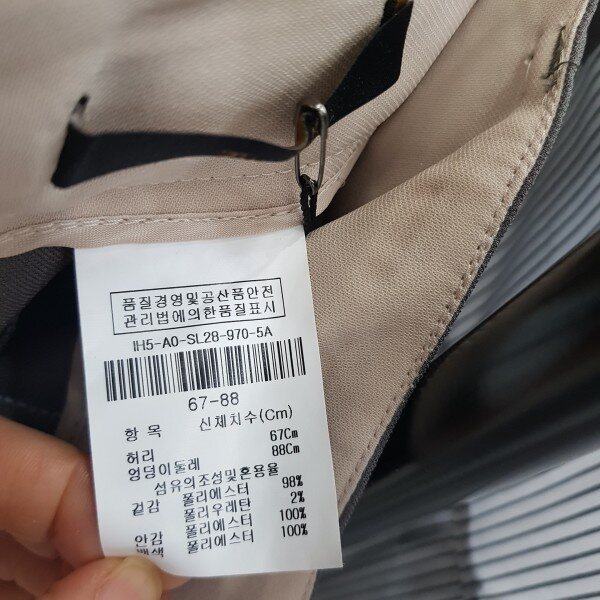 품질경영및공산품안전
관리법에의한품질표시
IH5-A0-SL28-970-5A
67-88
항 목 신체치수(Cm)
허리 67Cm
엉덩이둘레 88Cm
섬유의조성및혼용율
겉감 폴리에스터 98%
폴리우레탄 2%
안감 폴리에스터 100%
배색 폴리에스터 100%